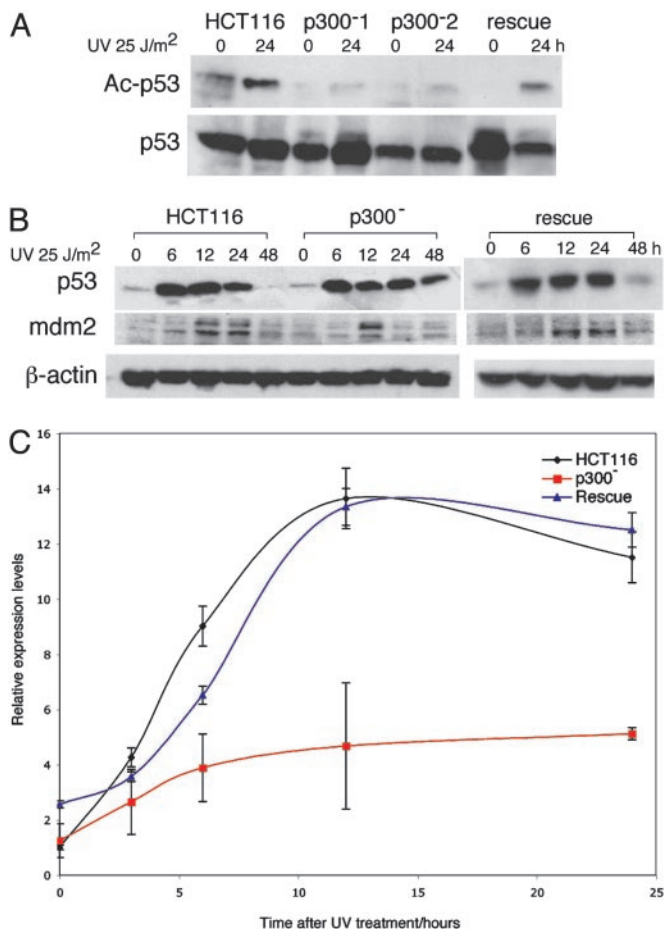 A
HCT116 p300⁻1 p300⁻2 rescue
UV 25 J/m² 0 24 0 24 0 24 0 24 h
Ac-p53
p53
B
HCT116 p300⁻ rescue
UV 25 J/m² 0 6 12 24 48 0 6 12 24 48 0 6 12 24 48 h
p53
mdm2
β-actin
C
16
14
12
10
8
6
4
2
0
Relative expression levels
HCT116
p300⁻
Rescue
0 5 10 15 20 25
Time after UV treatment/hours